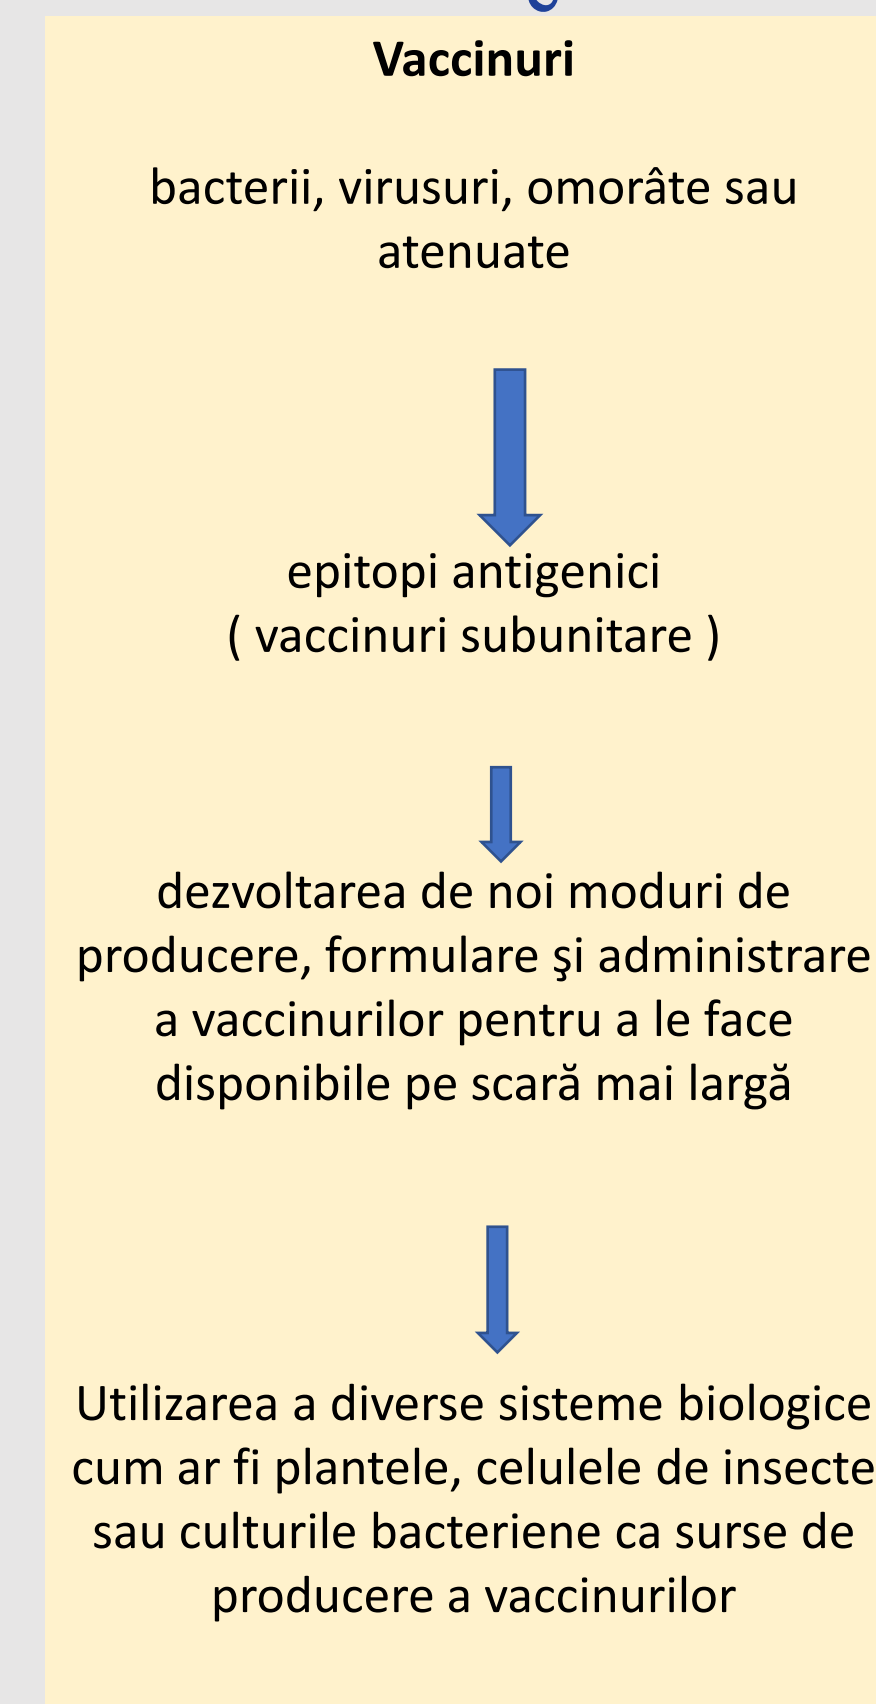 Vaccinuri
bacterii, virusuri, omorâte sau
atenuate
epitopi antigenici
( vaccinuri subunitare )
dezvoltarea de noi moduri de
producere, formulare şi administrare
a vaccinurilor pentru a le face
disponibile pe scară mai largă
Utilizarea a diverse sisteme biologice
cum ar fi plantele, celulele de insecte
sau culturile bacteriene ca surse de
producere a vaccinurilor